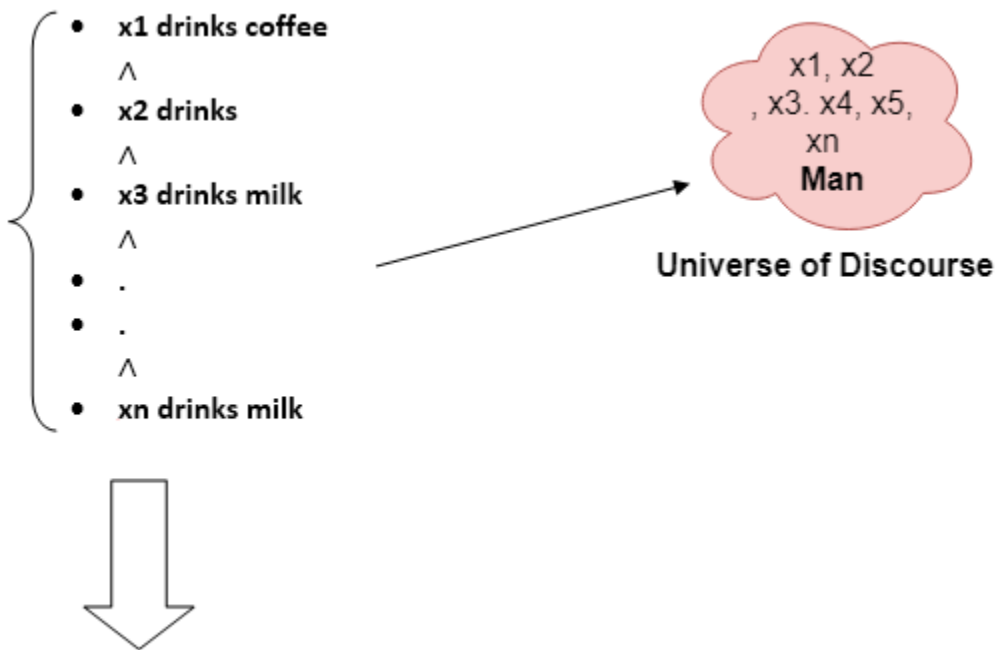 • x1 drinks coffee
∧
• x2 drinks
∧
• x3 drinks milk
∧
• .
• .
∧
• xn drinks milk
x1, x2
, x3. x4, x5,
xn
Man
Universe of Discourse